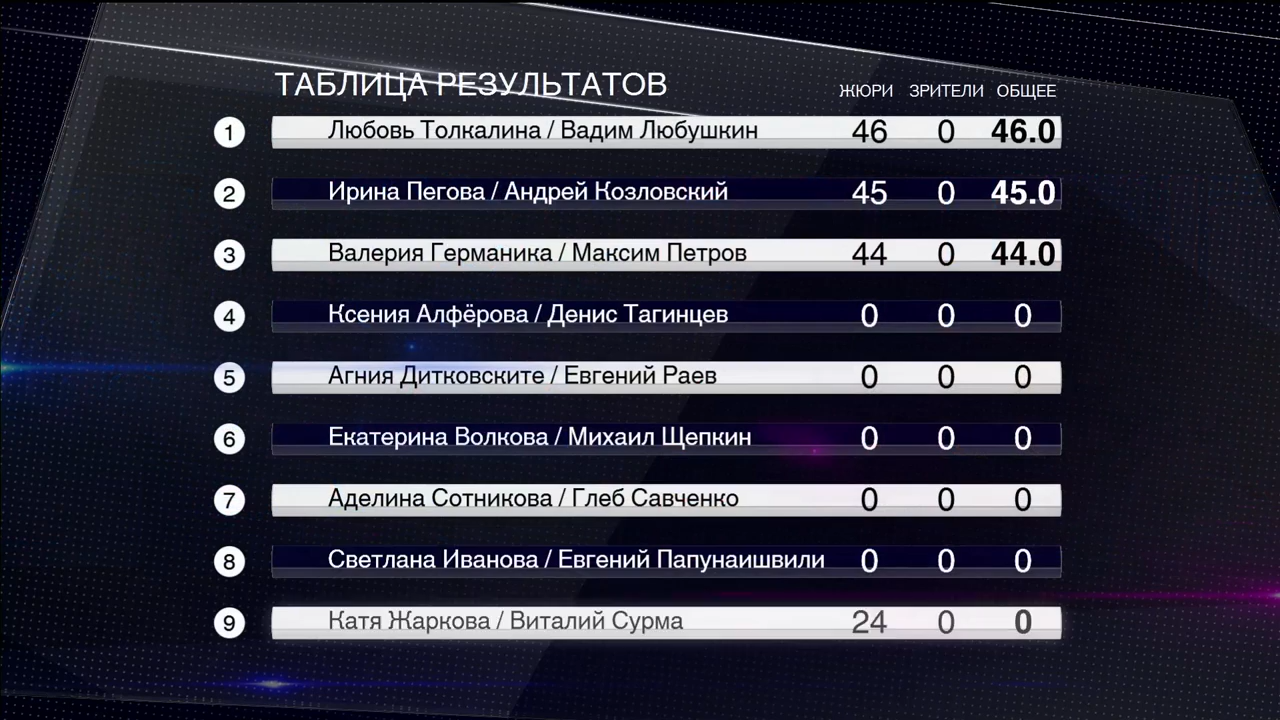 ТАБЛИЦА РЕЗУЛЬТАТОВ ЖЮРИ ЗРИТЕЛИ ОБЩЕЕ
1 Любовь Толкалина / Вадим Любушкин 46 0 46.0
2 Ирина Пегова / Андрей Козловский 45 0 45.0
3 Валерия Германика / Максим Петров 44 0 44.0
4 Ксения Алфёрова / Денис Тагинцев 0 0 0
5 Агния Дитковските / Евгений Раев 0 0 0
6 Екатерина Волкова / Михаил Щепкин 0 0 0
7 Аделина Сотникова / Глеб Савченко 0 0 0
8 Светлана Иванова / Евгений Папунаишвили 0 0 0
9 Катя Жаркова / Виталий Сурма 24 0 0